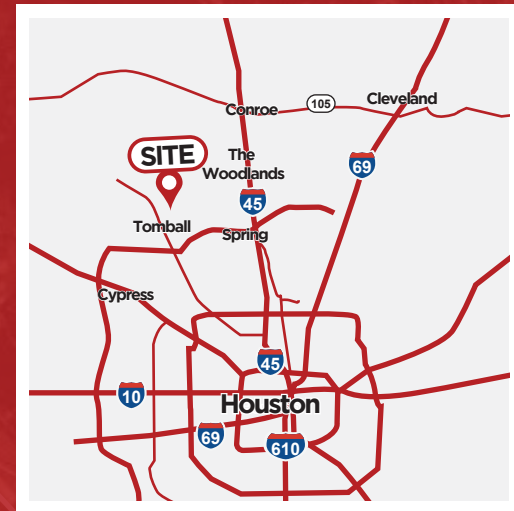 105
Cleveland
Conroe
SITE
The
Woodlands
69
45
Tomball
Spring
Cypress
45
10
Houston
69
610